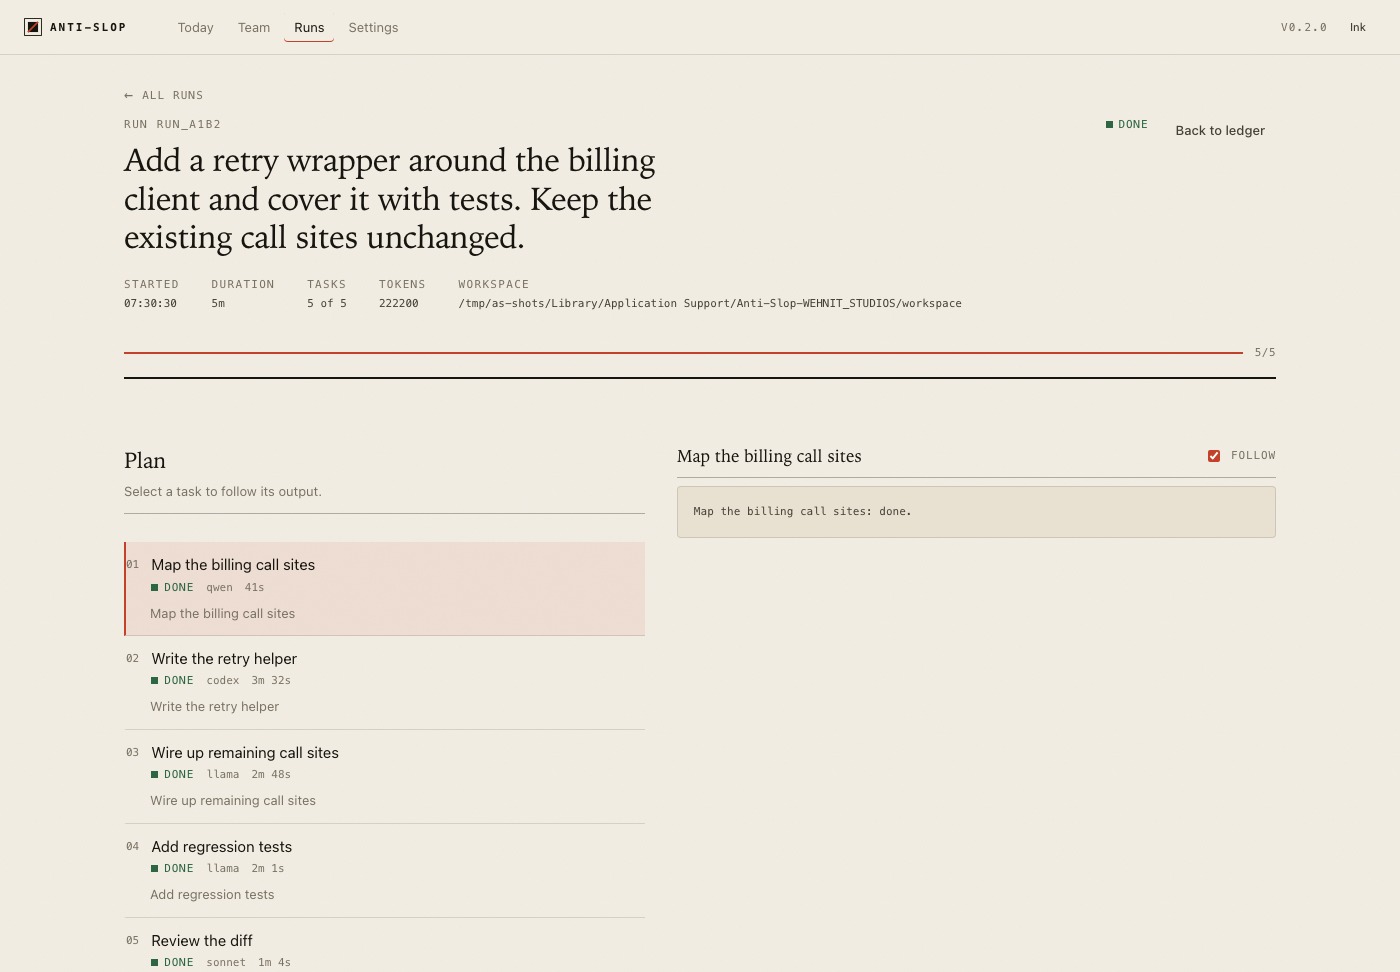 ANTI-SLOP
Today Team Runs Settings
V0.2.0 Ink
← ALL RUNS
RUN RUN_A1B2
DONE Back to ledger
Add a retry wrapper around the billing
client and cover it with tests. Keep the
existing call sites unchanged.
STARTED DURATION TASKS TOKENS WORKSPACE
07:30:30 5m 5 of 5 222200 /tmp/as-shots/Library/Application Support/Anti-Slop-WEHNIT_STUDIOS/workspace
5/5
Plan
Select a task to follow its output.
01 Map the billing call sites
DONE qwen 41s
Map the billing call sites
02 Write the retry helper
DONE codex 3m 32s
Write the retry helper
03 Wire up remaining call sites
DONE llama 2m 48s
Wire up remaining call sites
04 Add regression tests
DONE llama 2m 1s
Add regression tests
05 Review the diff
DONE sonnet 1m 4s
Map the billing call sites
FOLLOW
Map the billing call sites: done.